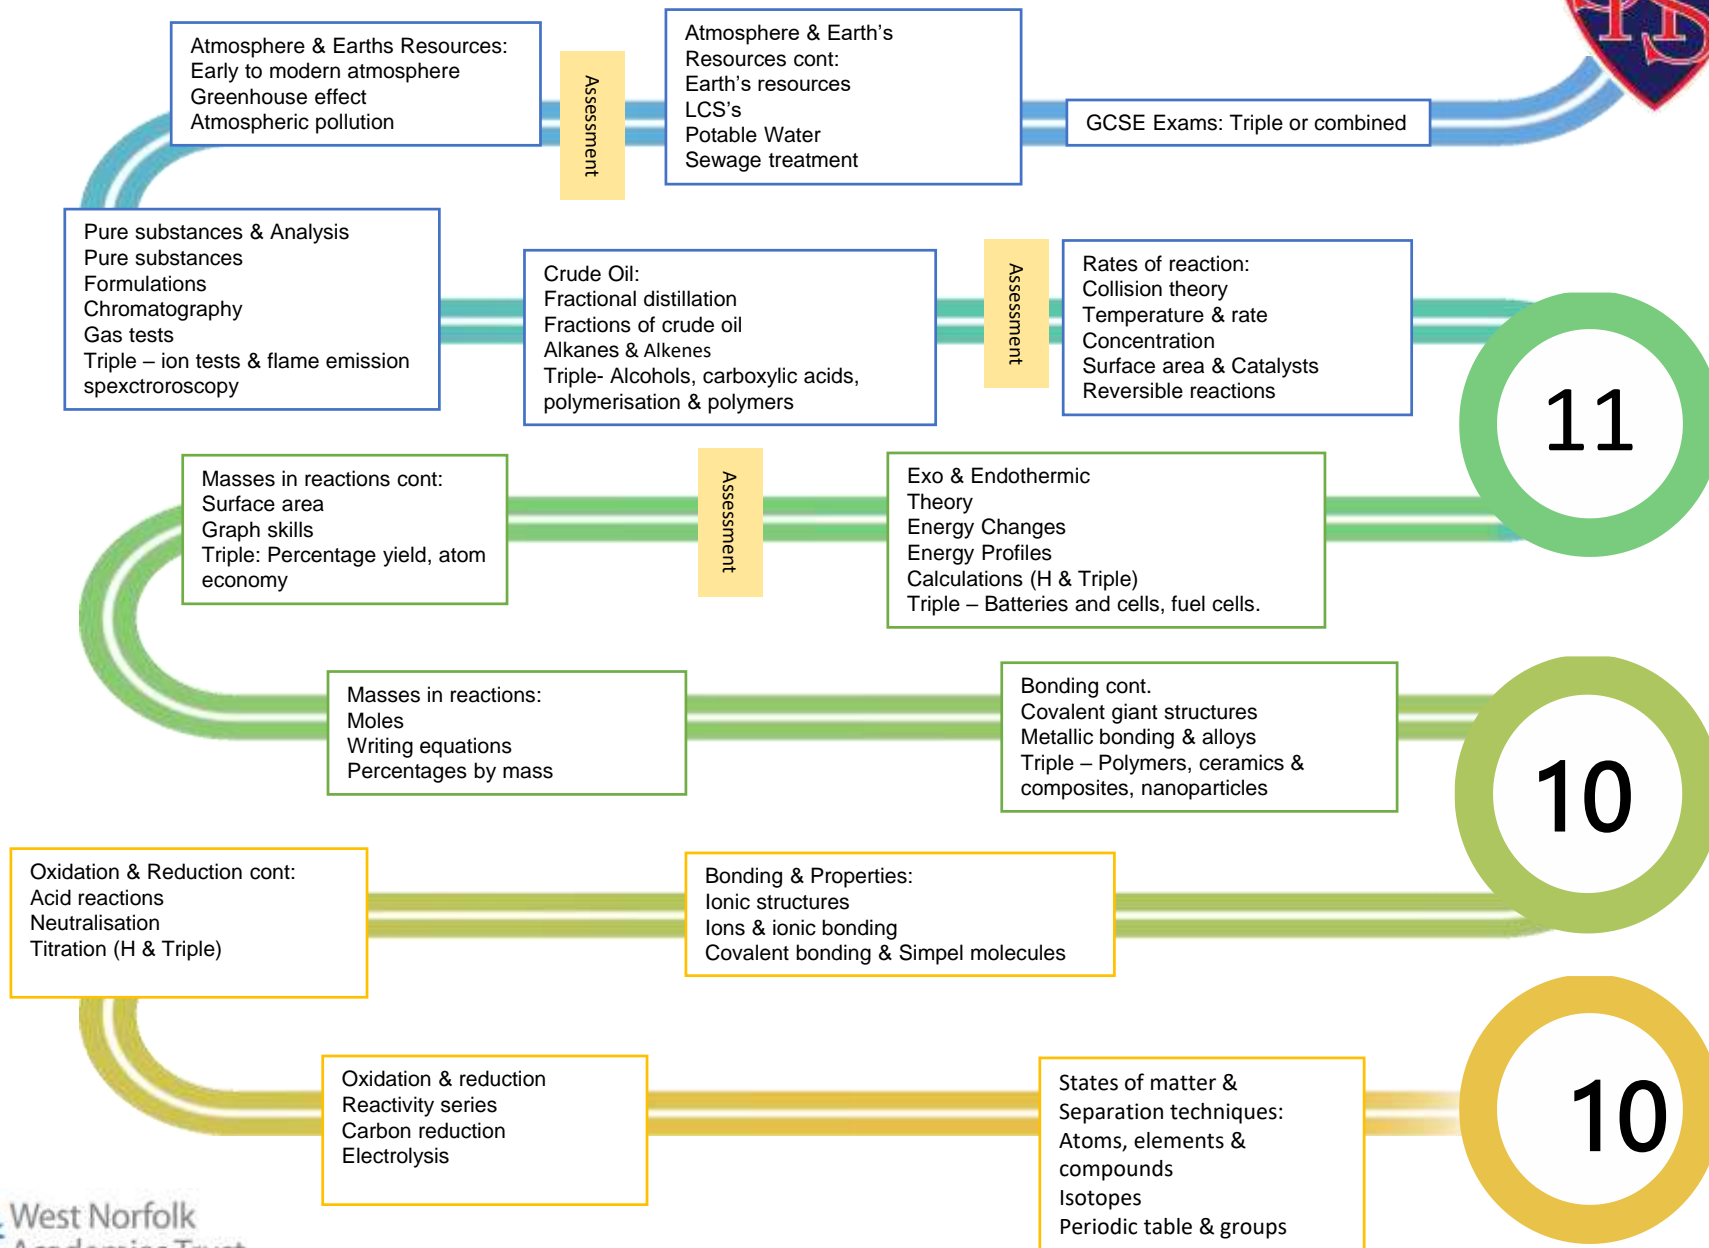 Atmosphere & Earths Resources:
Early to modern atmosphere
Greenhouse effect
Atmospheric pollution
Assessment
Atmosphere & Earth's
Resources cont:
Earth's resources
LCS's
Potable Water
Sewage treatment
GCSE Exams: Triple or combined
Pure substances & Analysis
Pure substances
Formulations
Chromatography
Gas tests
Triple – ion tests & flame emission
spexctroroscopy
Crude Oil:
Fractional distillation
Fractions of crude oil
Alkanes & Alkenes
Triple- Alcohols, carboxylic acids,
polymerisation & polymers
Assessment
Rates of reaction:
Collision theory
Temperature & rate
Concentration
Surface area & Catalysts
Reversible reactions
11
Masses in reactions cont:
Surface area
Graph skills
Triple: Percentage yield, atom
economy
Assessment
Exo & Endothermic
Theory
Energy Changes
Energy Profiles
Calculations (H & Triple)
Triple – Batteries and cells, fuel cells.
Masses in reactions:
Moles
Writing equations
Percentages by mass
Bonding cont.
Covalent giant structures
Metallic bonding & alloys
Triple – Polymers, ceramics &
composites, nanoparticles
10
Oxidation & Reduction cont:
Acid reactions
Neutralisation
Titration (H & Triple)
Bonding & Properties:
Ionic structures
Ions & ionic bonding
Covalent bonding & Simpel molecules
Oxidation & reduction
Reactivity series
Carbon reduction
Electrolysis
States of matter &
Separation techniques:
Atoms, elements &
compounds
Isotopes
Periodic table & groups
10
West Norfolk
Academies Trust